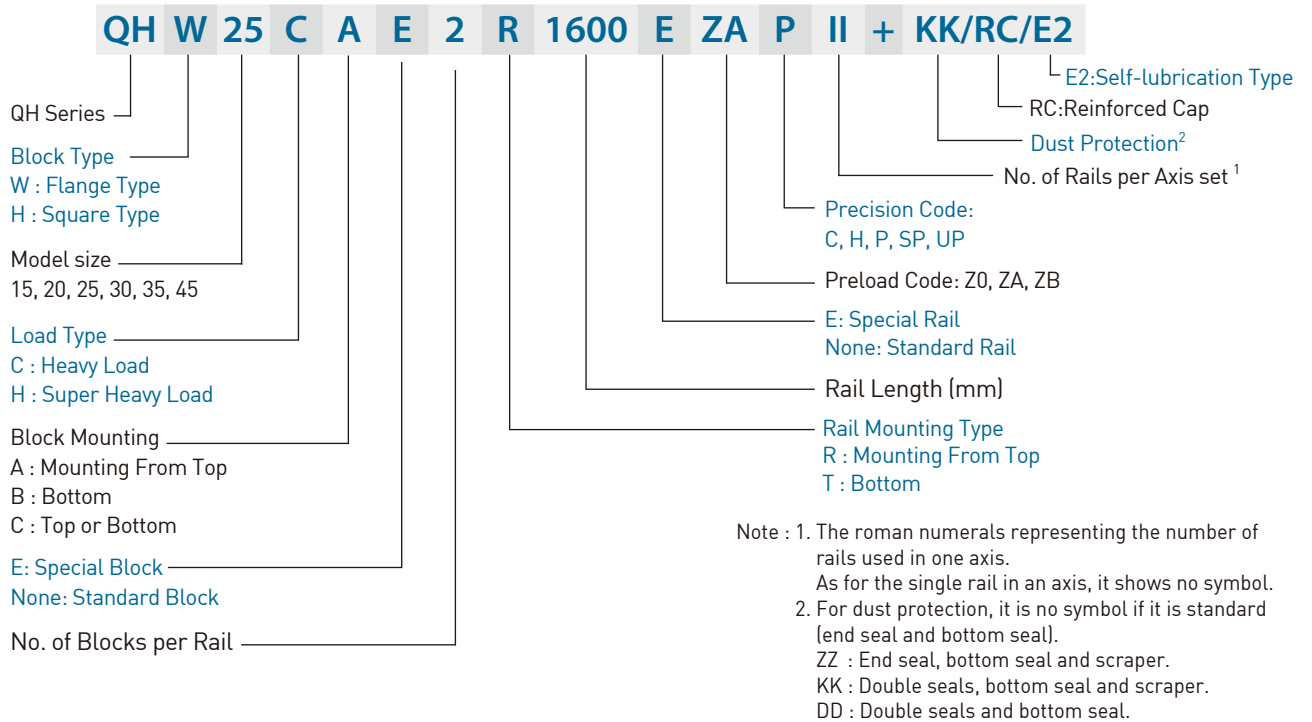 QH W 25 C A E 2 R 1600 E ZA P II + KK/RC/E2
QH Series
Block Type
W : Flange Type
H : Square Type
Model size
15, 20, 25, 30, 35, 45
Load Type
C : Heavy Load
H : Super Heavy Load
Block Mounting
A : Mounting From Top
B : Bottom
C : Top or Bottom
E: Special Block
None: Standard Block
No. of Blocks per Rail
E2:Self-lubrication Type
RC:Reinforced Cap
Dust Protection2
No. of Rails per Axis set 1
Precision Code:
C, H, P, SP, UP
Preload Code: Z0, ZA, ZB
E: Special Rail
None: Standard Rail
Rail Length (mm)
Rail Mounting Type
R : Mounting From Top
T : Bottom
Note : 1. The roman numerals representing the number of
rails used in one axis.
As for the single rail in an axis, it shows no symbol.
2. For dust protection, it is no symbol if it is standard
(end seal and bottom seal).
ZZ : End seal, bottom seal and scraper.
KK : Double seals, bottom seal and scraper.
DD : Double seals and bottom seal.